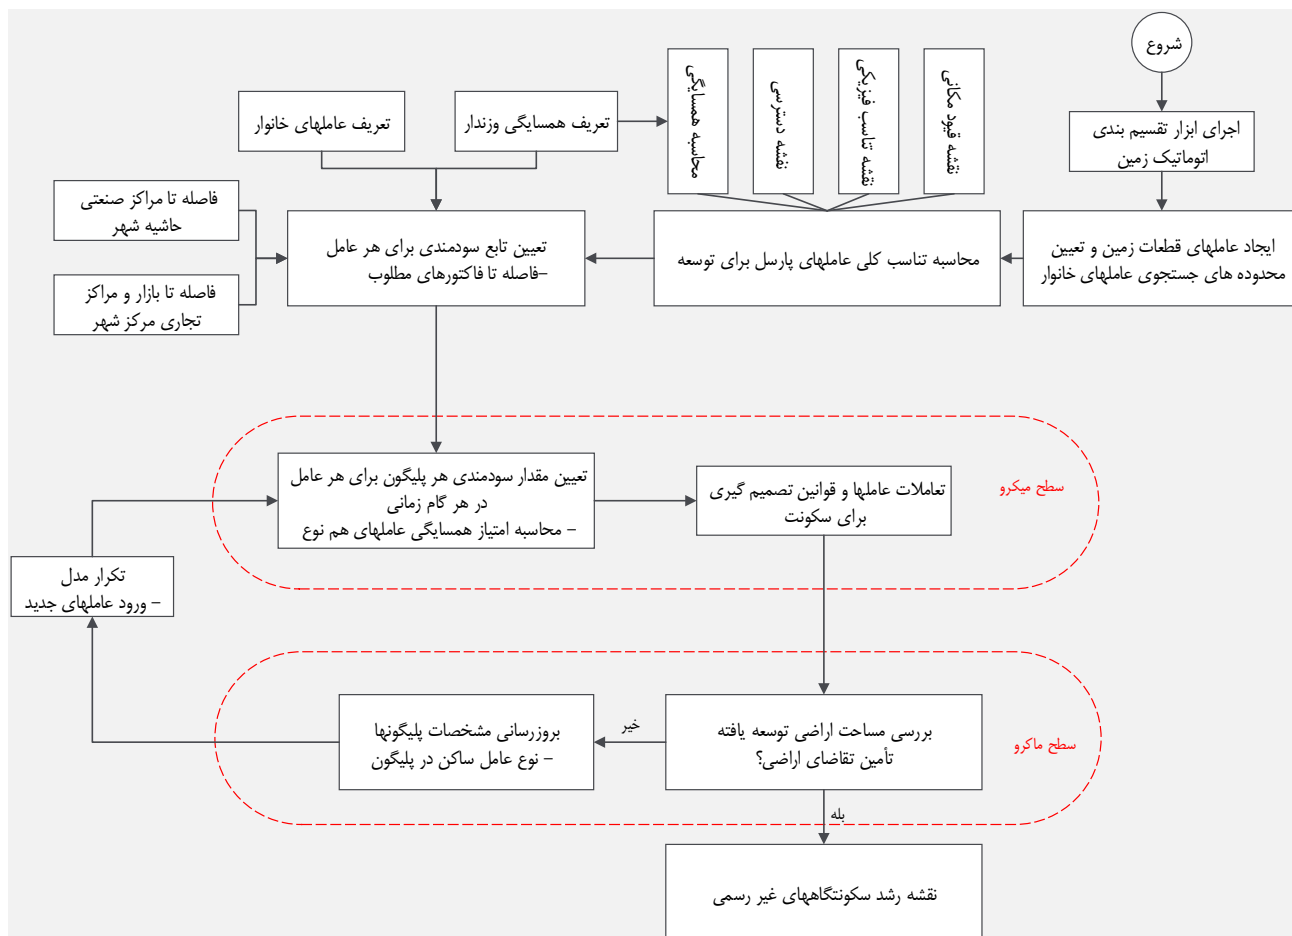 شروع
اجرای ابزار تقسیم بندی
اتوماتیک زمین
ایجاد عاملهای قطعات زمین و تعیین
محدوده های جستجوی عاملهای خانوار
نقشه قیود مکانی
نقشه تناسب فیزیکی
نقشه دسترسی
محاسبه همسایگی
محاسبه تناسب کلی عاملهای پارسل برای توسعه
تعریف همسایگی وزندار
تعریف عاملهای خانوار
تعیین تابع سودمندی برای هر عامل
–فاصله تا فاکتورهای مطلوب
فاصله تا مراکز صنعتی
حاشیه شهر
فاصله تا بازار و مراکز
تجاری مرکز شهر
سطح میکرو
تعیین مقدار سودمندی هر پلیگون برای هر عامل
در هر گام زمانی
– محاسبه امتیاز همسایگی عاملهای هم نوع
تعاملات عاملها و قوانین تصمیم گیری
برای سکونت
تکرار مدل
– ورود عاملهای جدید
سطح ماکرو
بررسی مساحت اراضی توسعه یافته
تأمین تقاضای اراضی؟
خیر
بروزرسانی مشخصات پلیگونها
– نوع عامل ساکن در پلیگون
بله
نقشه رشد سکونتگاههای غیر رسمی